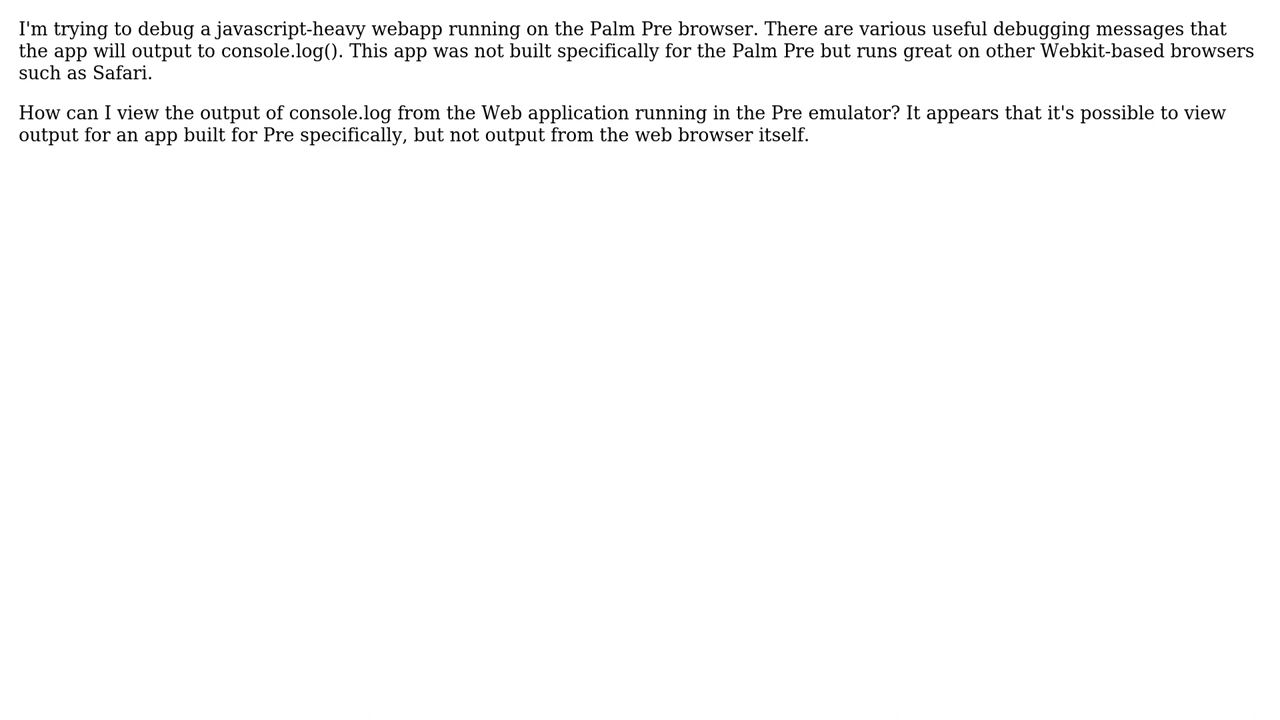 I'm trying to debug a javascript-heavy webapp running on the Palm Pre browser. There are various useful debugging messages that
the app will output to console.log(). This app was not built specifically for the Palm Pre but runs great on other Webkit-based browsers
such as Safari.
How can I view the output of console.log from the Web application running in the Pre emulator? It appears that it's possible to view
output for an app built for Pre specifically, but not output from the web browser itself.